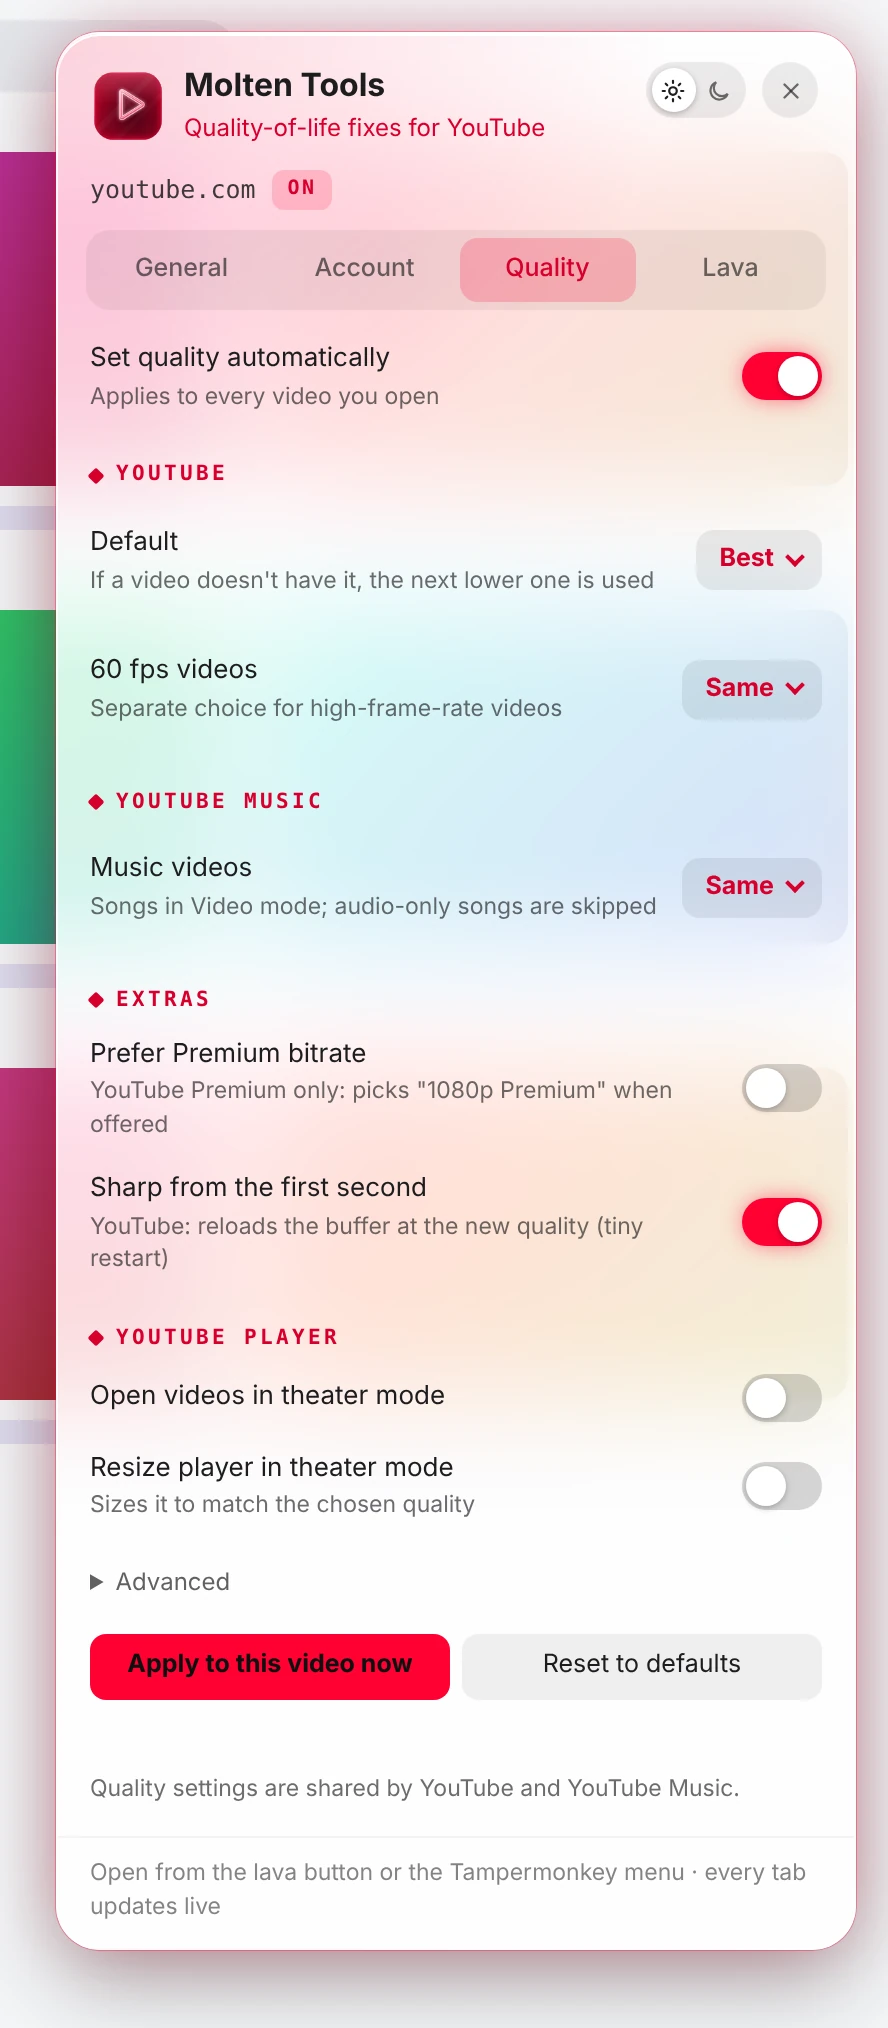 Molten Tools
Quality-of-life fixes for YouTube
youtube.com ON
General Account Quality Lava
Set quality automatically
Applies to every video you open
YOUTUBE
Default
If a video doesn't have it, the next lower one is used
Best
60 fps videos
Separate choice for high-frame-rate videos
Same
YOUTUBE MUSIC
Music videos
Songs in Video mode; audio-only songs are skipped
Same
EXTRAS
Prefer Premium bitrate
YouTube Premium only: picks "1080p Premium" when
offered
Sharp from the first second
YouTube: reloads the buffer at the new quality (tiny
restart)
YOUTUBE PLAYER
Open videos in theater mode
Resize player in theater mode
Sizes it to match the chosen quality
Advanced
Apply to this video now Reset to defaults
Quality settings are shared by YouTube and YouTube Music.
Open from the lava button or the Tampermonkey menu · every tab
updates live